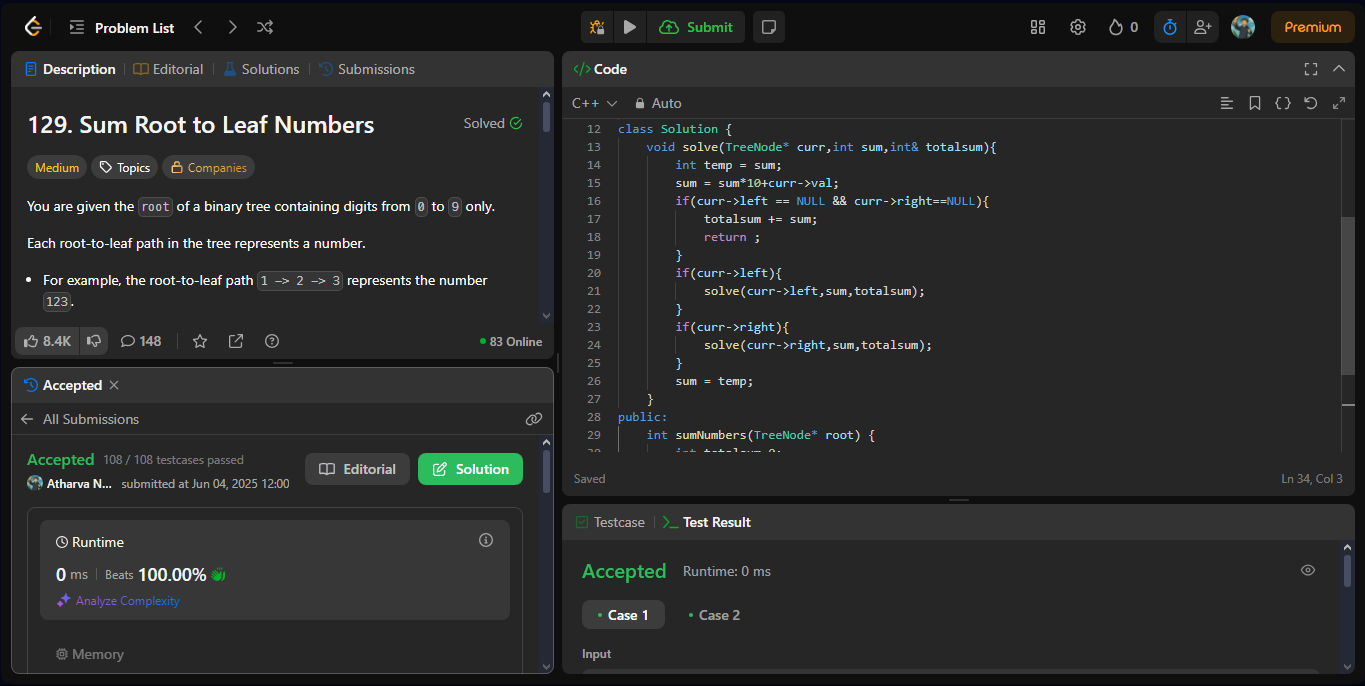 Problem List
Submit
0
Premium
Description
Editorial
Solutions
Submissions
129. Sum Root to Leaf Numbers
Solved
Medium
Topics
Companies
You are given the root of a binary tree containing digits from 0 to 9 only.
Each root-to-leaf path in the tree represents a number.
• For example, the root-to-leaf path 1 -> 2 -> 3 represents the number
123.
8.4K
148
83 Online
Accepted
All Submissions
Accepted 108 / 108 testcases passed
Atharva N... submitted at Jun 04, 2025 12:00
Editorial
Solution
Runtime
0 ms | Beats 100.00%
Analyze Complexity
Memory
</> Code
C++
Auto
12 class Solution {
13 void solve(TreeNode* curr,int sum,int& totalsum){
14 int temp = sum;
15 sum = sum*10+curr->val;
16 if(curr->left == NULL && curr->right==NULL){
17 totalsum += sum;
18 return ;
19 }
20 if(curr->left){
21 solve(curr->left,sum,totalsum);
22 }
23 if(curr->right){
24 solve(curr->right,sum,totalsum);
25 }
26 sum = temp;
27 }
28 public:
29 int sumNumbers(TreeNode* root) {
Saved
Ln 34, Col 3
Testcase
Test Result
Accepted Runtime: 0 ms
• Case 1
• Case 2
Input